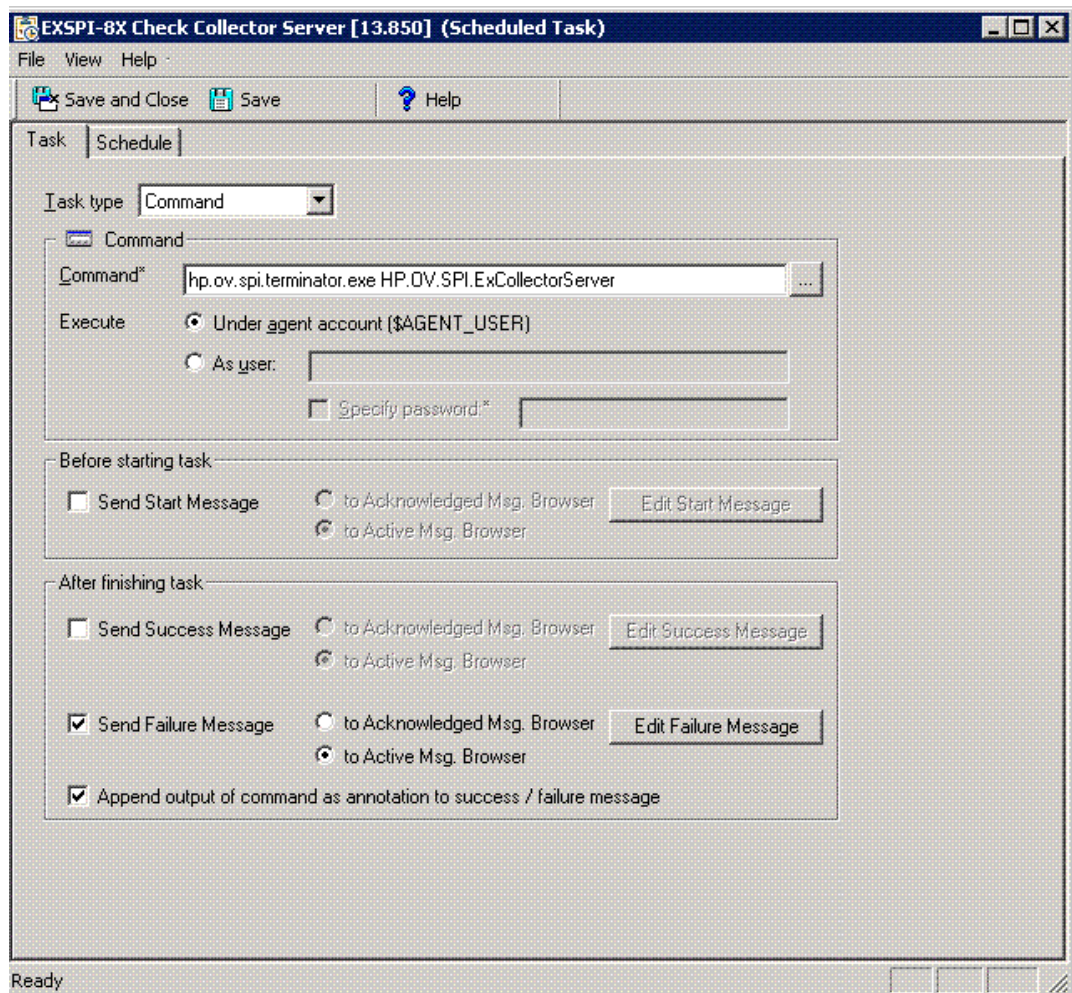 EXSPI-8X Check Collector Server [13.850] (Scheduled Task)
File View Help
Save and Close Save Help
Task Schedule
Task type Command
Command
Command* hp.ov.spi.terminator.exe HP.OV.SPI.ExCollectorServer ...
Execute Under agent account ($AGENT_USER)
As user:
Specify password:*
Before starting task
Send Start Message to Acknowledged Msg. Browser Edit Start Message
to Active Msg. Browser
After finishing task
Send Success Message to Acknowledged Msg. Browser Edit Success Message
to Active Msg. Browser
Send Failure Message to Acknowledged Msg. Browser Edit Failure Message
to Active Msg. Browser
Append output of command as annotation to success / failure message
Ready